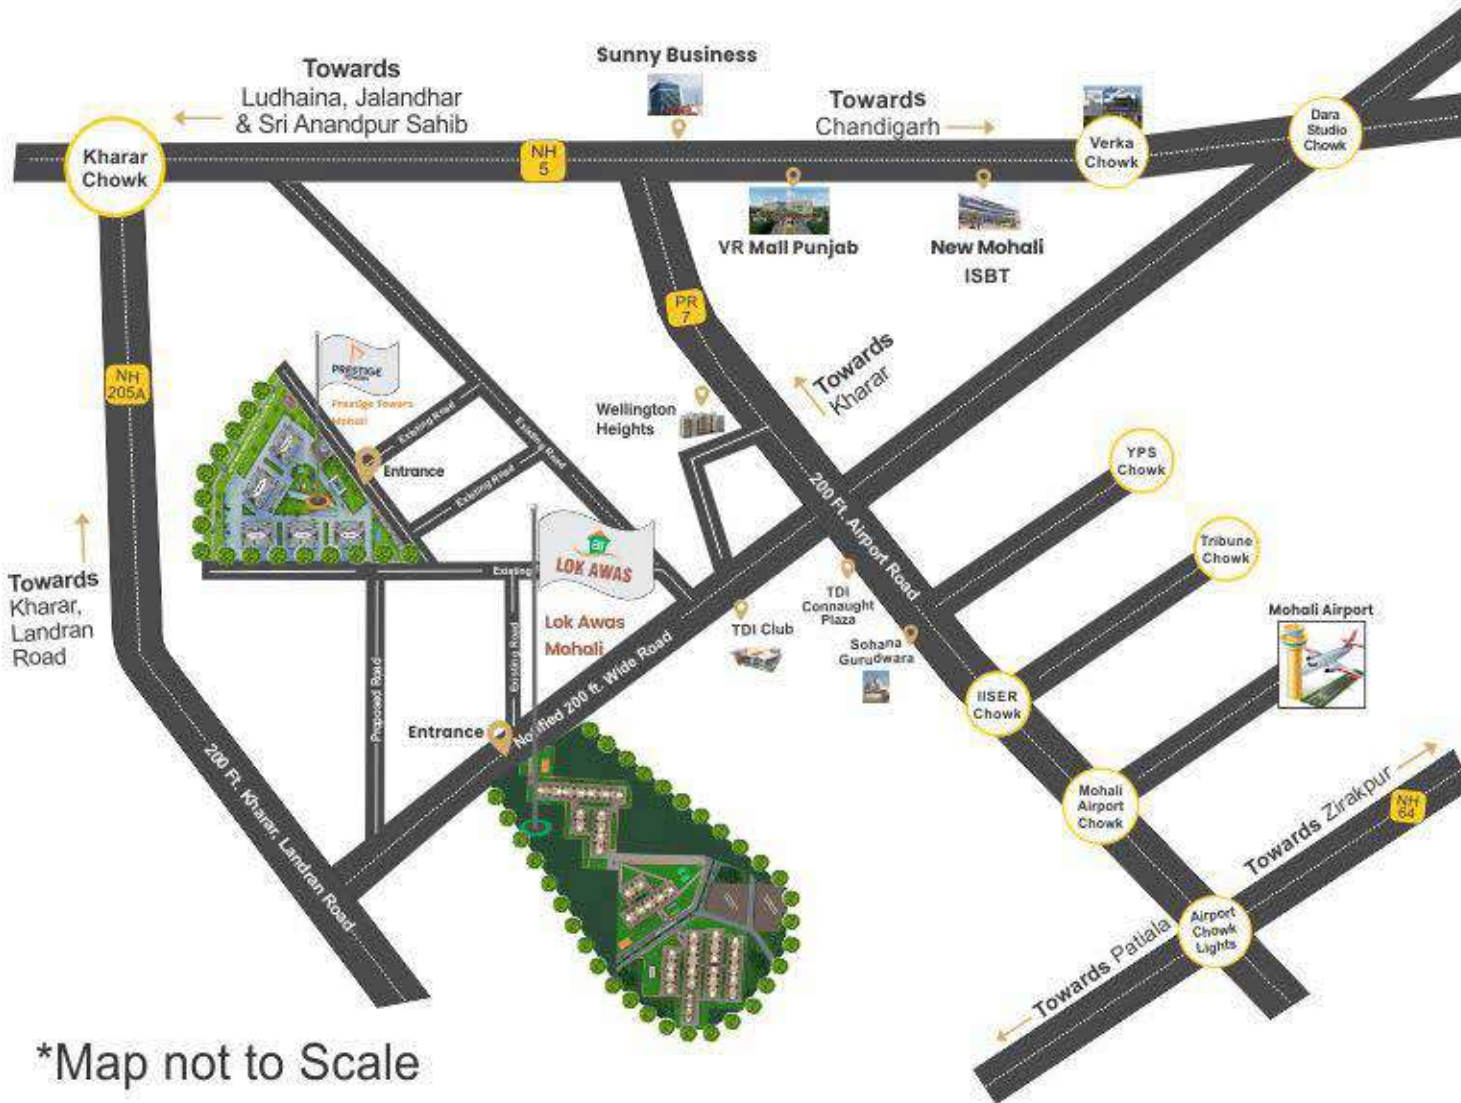 Sunny Business
Towards
Ludhaina, Jalandhar
& Sri Anandpur Sahib
Towards
Chandigarh
Kharar
Chowk
NH
5
Verka
Chowk
Dara
Studio
Chowk
VR Mall Punjab
New Mohali
ISBT
PR
7
Towards
Kharar
NH
205A
PRESTIGE
Prestige Towers
Mohali
Existing Road
Existing Road
Existing Road
Entrance
Wellington
Heights
200 Ft. Airport Road
YPS
Chowk
Tribune
Chowk
LOK AWAS
Existing
Lok Awas
Mohali
Existing Road
Proposed Road
Notified 200 ft. Wide Road
Entrance
TDI Club
TDI
Connaught
Plaza
Sohana
Gurudwara
Mohali Airport
Towards
Kharar,
Landran
Road
IISER
Chowk
Mohali
Airport
Chowk
200 Ft. Kharar, Landran Road
Towards Zirakpur
NH
64
Airport
Chowk
Lights
Towards Patiala
*Map not to Scale